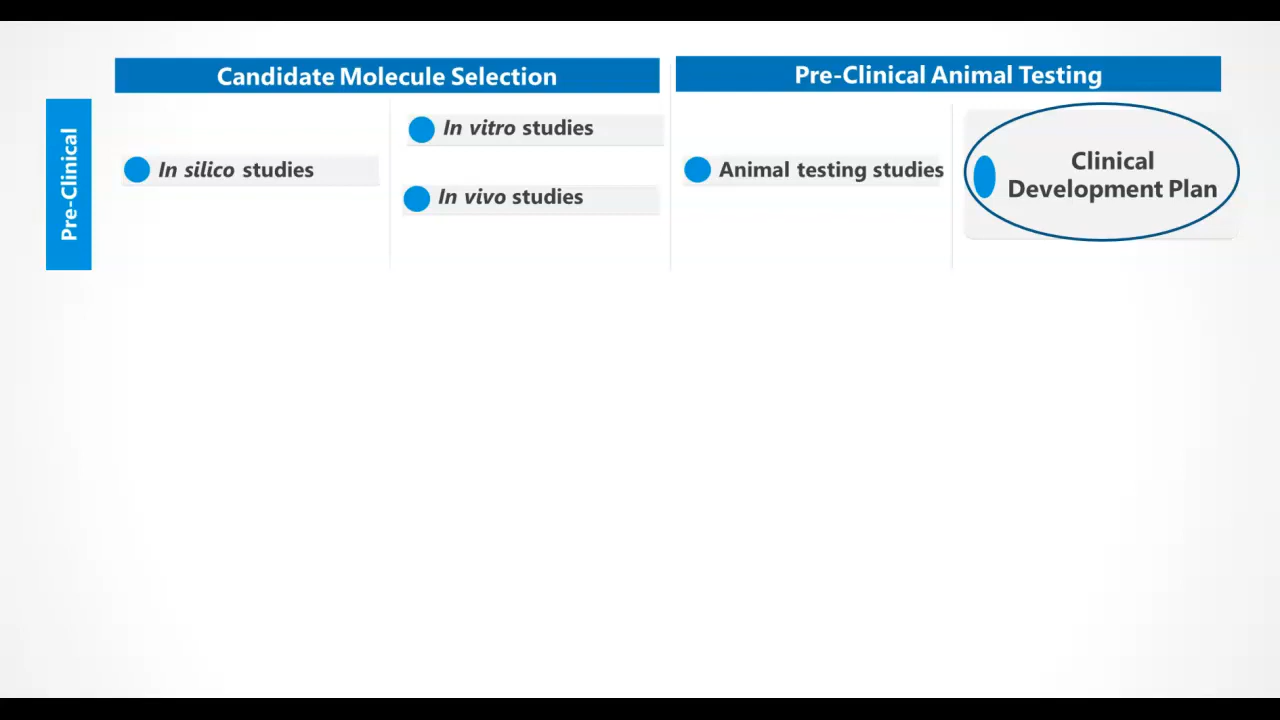 Candidate Molecule Selection
Pre-Clinical Animal Testing
Pre-Clinical
In silico studies
In vitro studies
In vivo studies
Animal testing studies
Clinical
Development Plan